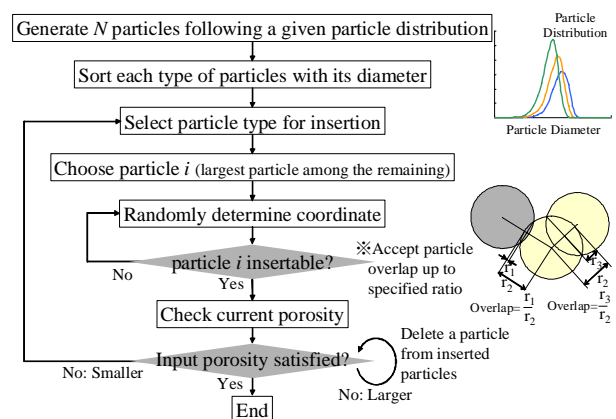 Generate N particles following a given particle distribution
Sort each type of particles with its diameter
Select particle type for insertion
Choose particle i (largest particle among the remaining)
Randomly determine coordinate
particle i insertable?
No
Yes
※Accept particle
overlap up to
specified ratio
Check current porosity
Input porosity satisfied?
No: Smaller
Yes
Delete a particle
from inserted
particles
No: Larger
End
Particle
Distribution
Particle Diameter
r1
r2
Overlap=r1/r2
r3
r2
Overlap=r3/r2